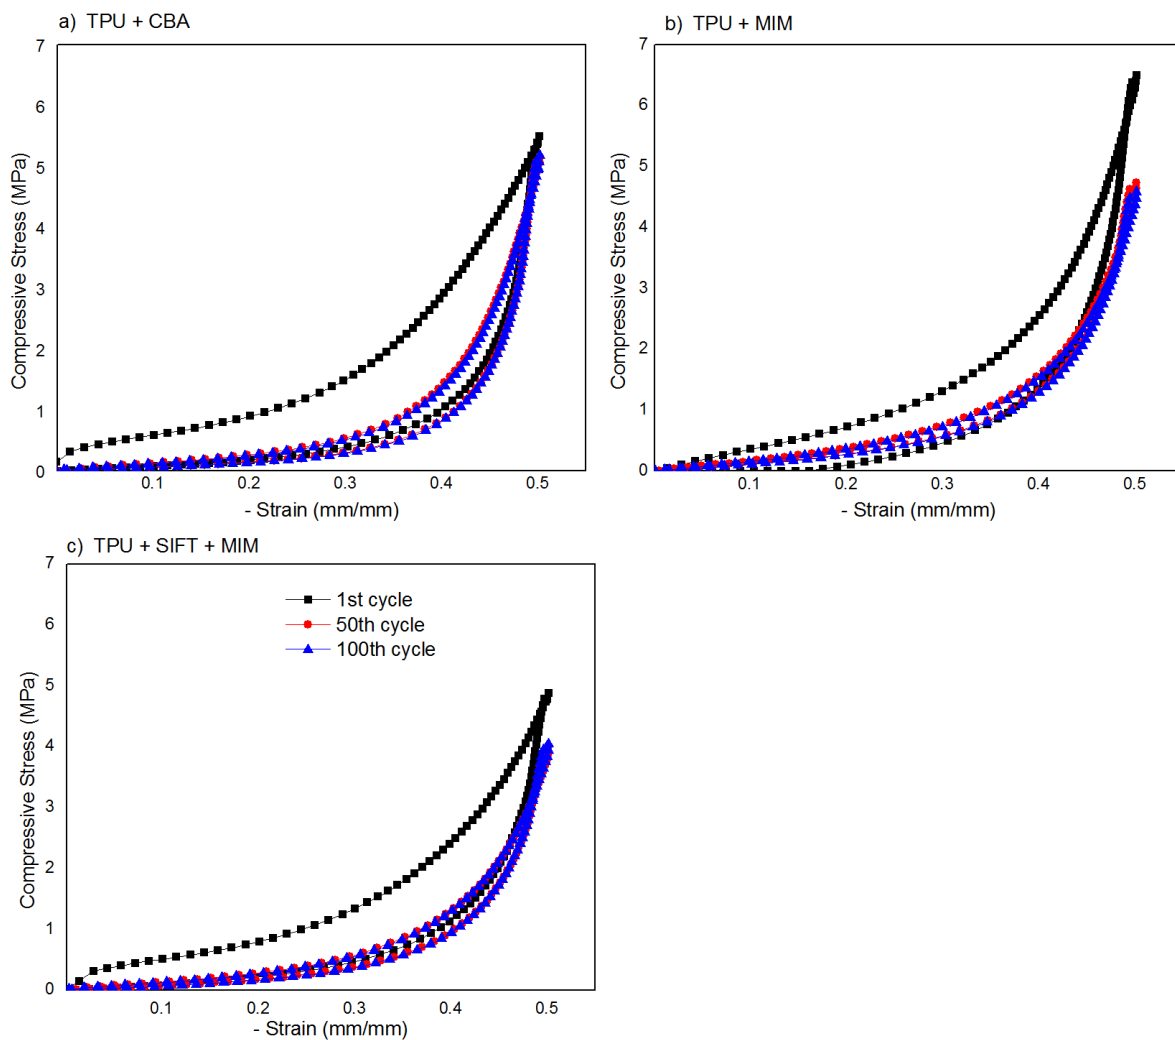 a) TPU + CBA
7
6
5
4
3
2
1
0
Compressive Stress (MPa)
0.1 0.2 0.3 0.4 0.5
- Strain (mm/mm)
b) TPU + MIM
7
6
5
4
3
2
1
0
Compressive Stress (MPa)
0.1 0.2 0.3 0.4 0.5
- Strain (mm/mm)
c) TPU + SIFT + MIM
7
6
5
4
3
2
1
0
Compressive Stress (MPa)
1st cycle
50th cycle
100th cycle
0.1 0.2 0.3 0.4 0.5
- Strain (mm/mm)